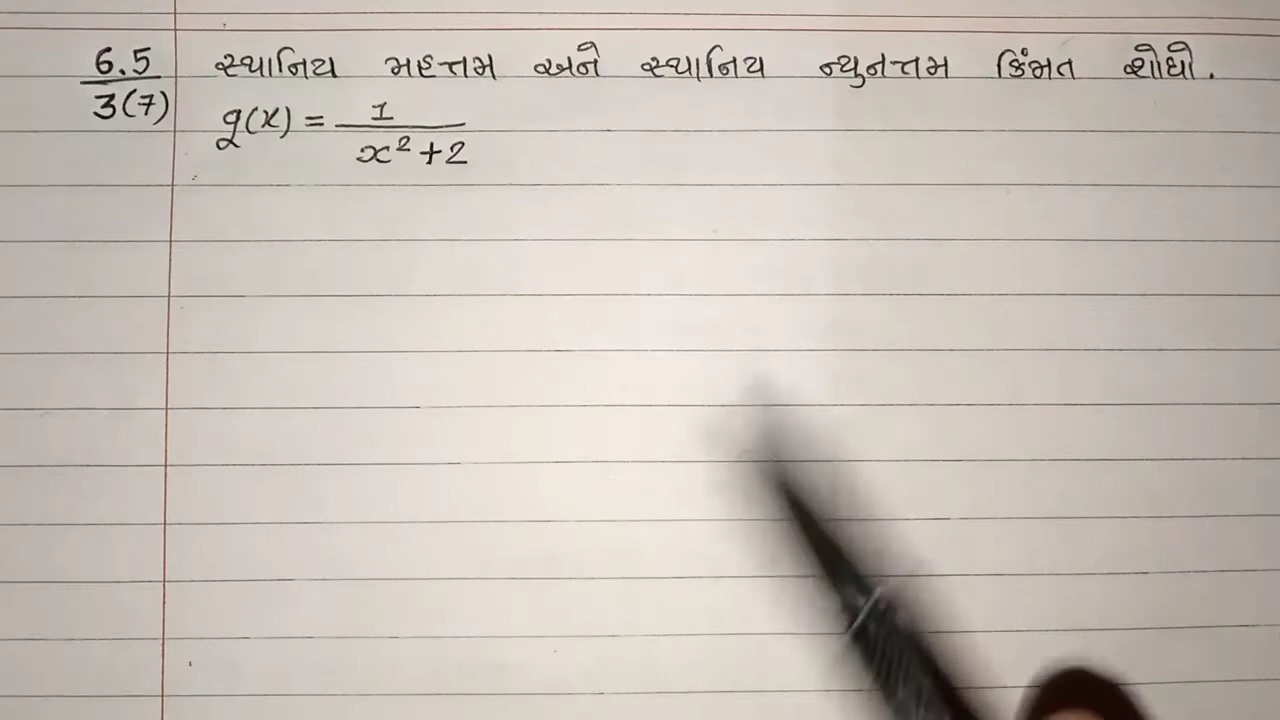 6.5 સ્થાનિય મહત્તમ અને સ્થાનિય ન્યુનત્તમ કિંમત શોધો.
3(7) g(x) = 1
x² + 2